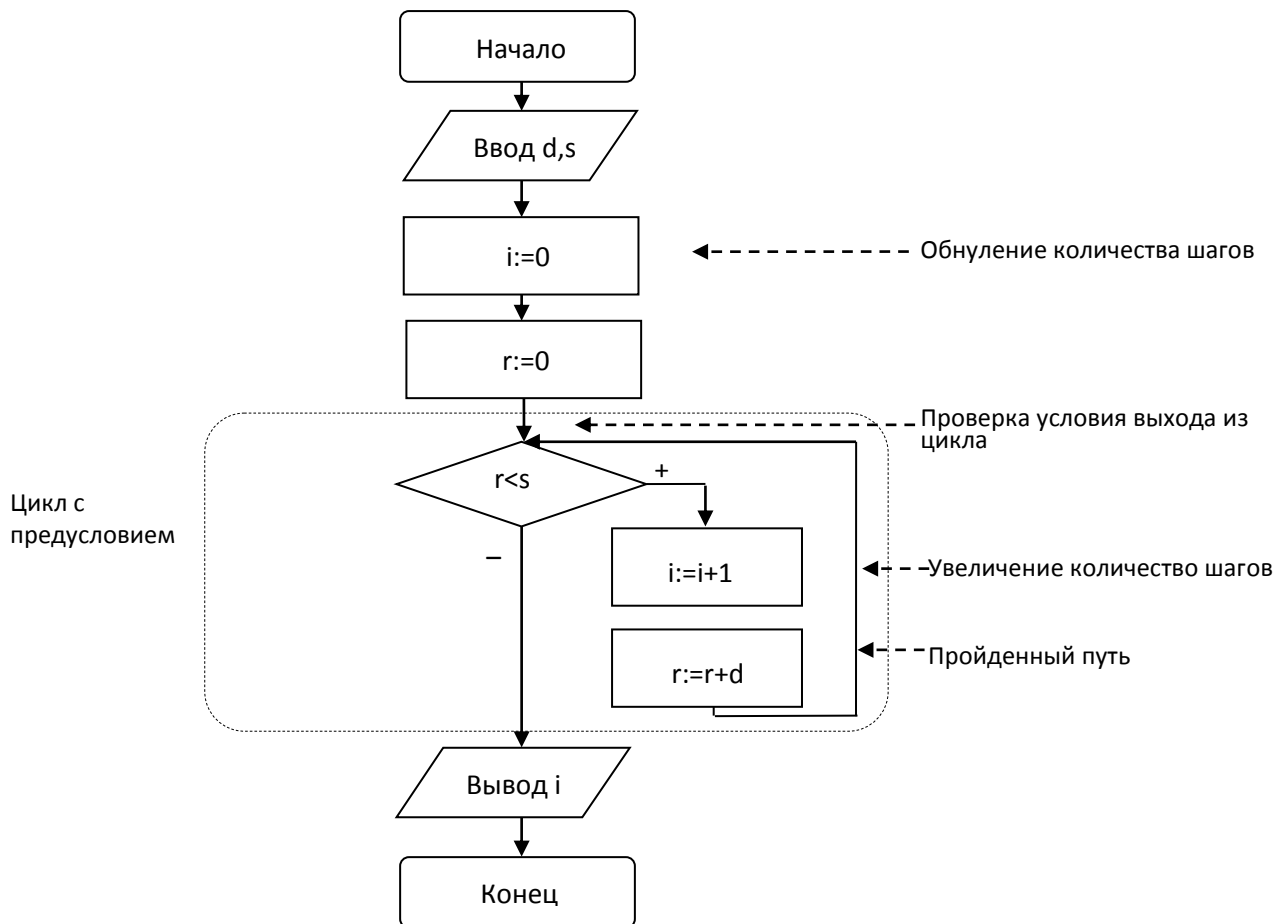 Начало
Ввод d,s
i:=0
Обнуление количества шагов
r:=0
Проверка условия выхода из
цикла
r<s
+
Цикл с
предусловием
–
i:=i+1
Увеличение количество шагов
r:=r+d
Пройденный путь
Вывод i
Конец